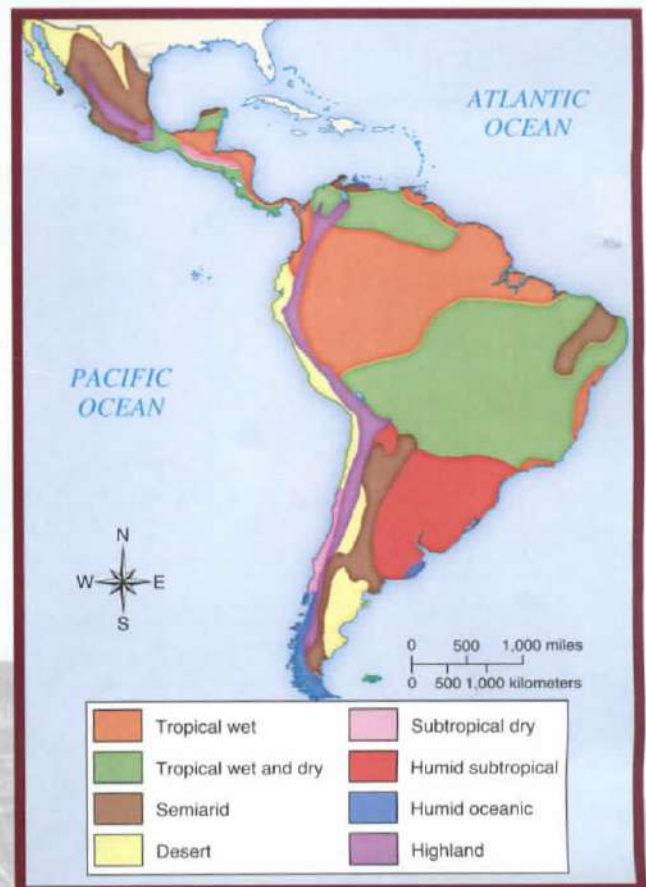 ATLANTIC
OCEAN
PACIFIC
OCEAN
N
W E
S
0 500 1,000 miles
0 500 1,000 kilometers
Tropical wet
Tropical wet and dry
Semiarid
Desert
Subtropical dry
Humid subtropical
Humid oceanic
Highland